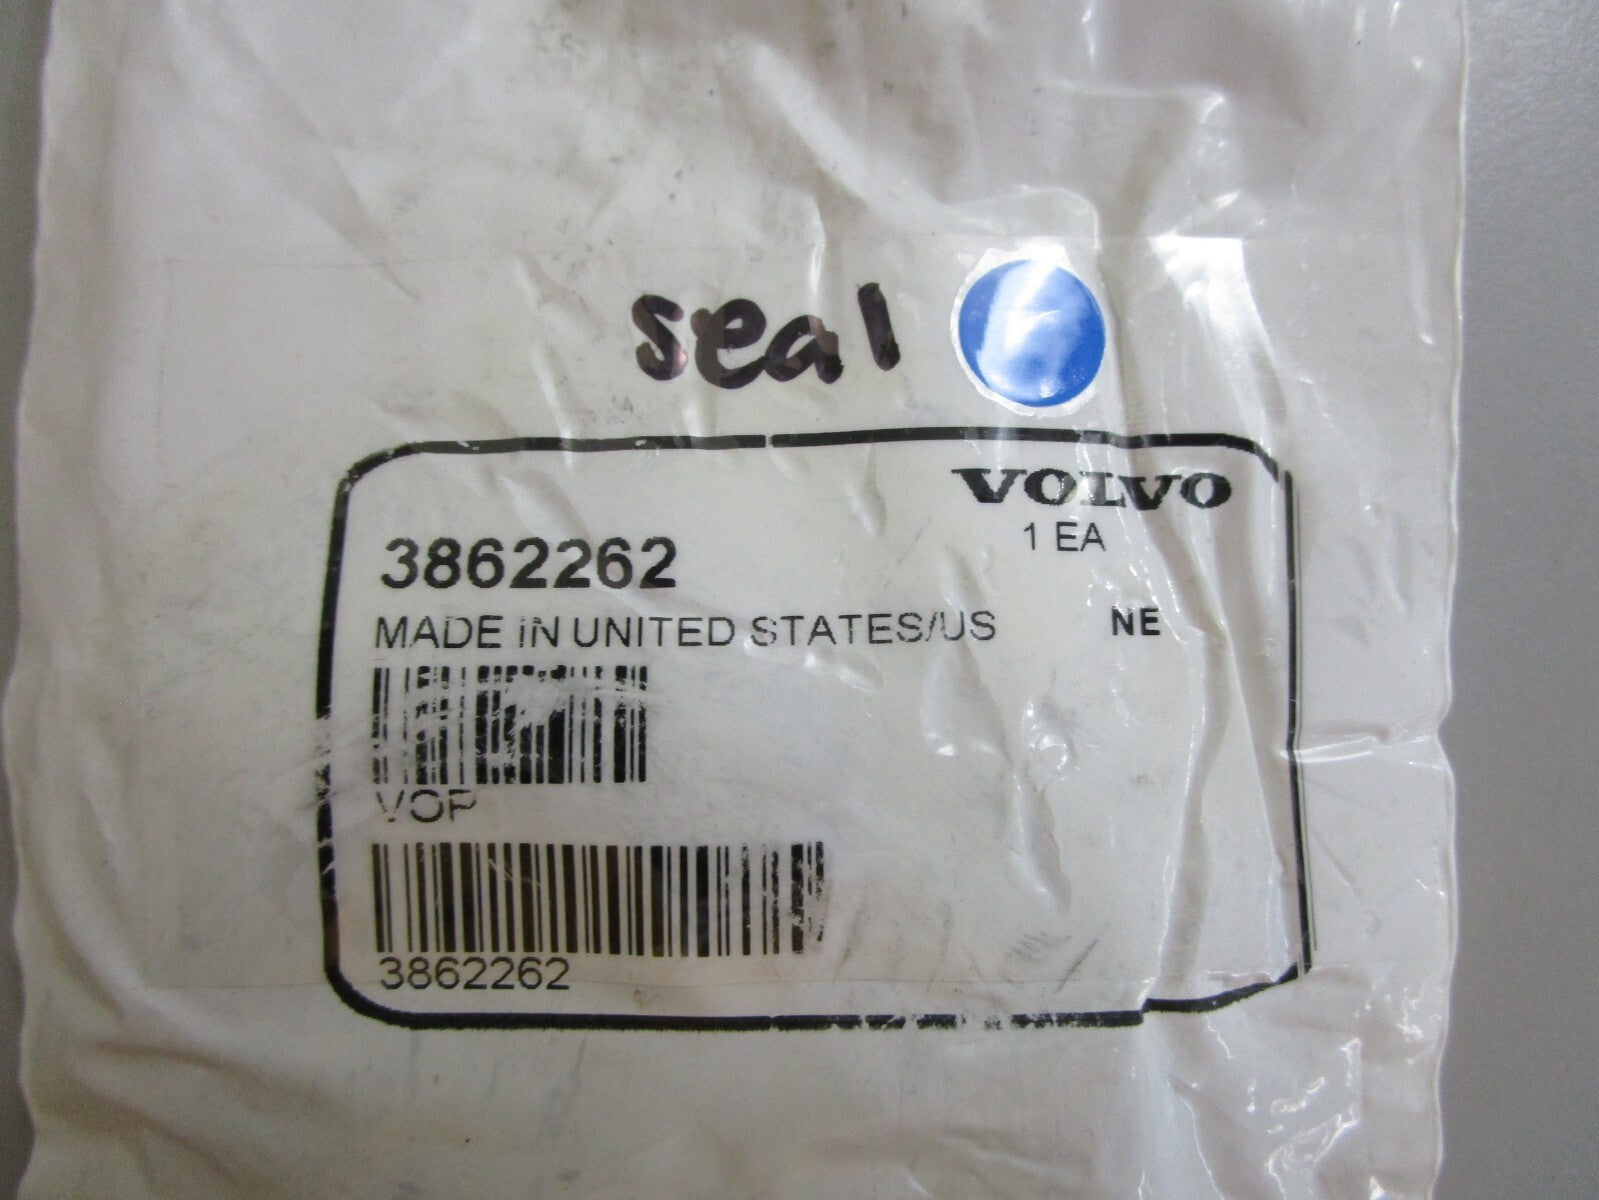 seal
VOLVO
1 EA
3862262
MADE IN UNITED STATES/US NE
VOP
3862262